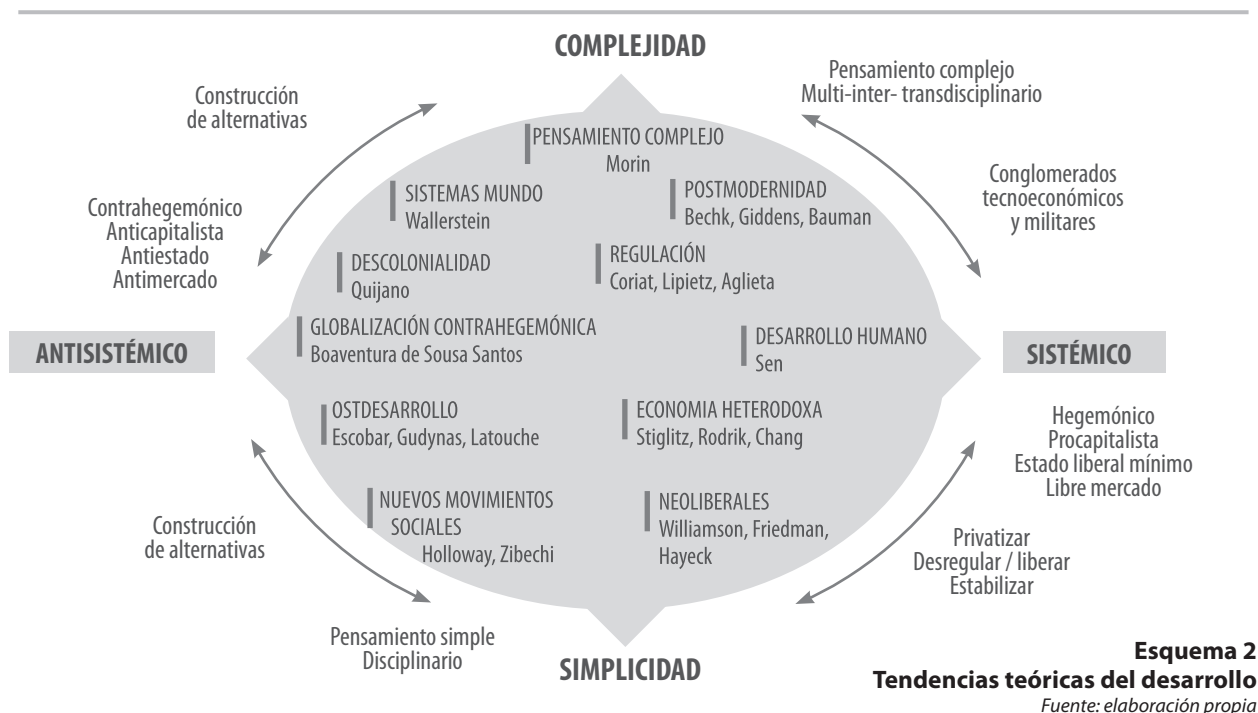 COMPLEJIDAD
Construcción
de alternativas
Pensamiento complejo
Multi-inter- transdisciplinario
Contrahegemónico
Anticapitalista
Antiestado
Antimercado
Conglomerados
tecnoeconómicos
y militares
PENSAMIENTO COMPLEJO
Morin
SISTEMAS MUNDO
Wallerstein
POSTMODERNIDAD
Bechk, Giddens, Bauman
DESCOLONIALIDAD
Quijano
REGULACIÓN
Coriat, Lipietz, Aglieta
GLOBALIZACIÓN CONTRAHEGEMÓNICA
Boaventura de Sousa Santos
DESARROLLO HUMANO
Sen
ANTISISTÉMICO
SISTÉMICO
OSTDESARROLLO
Escobar, Gudynas, Latouche
ECONOMIA HETERODOXA
Stiglitz, Rodrik, Chang
NUEVOS MOVIMIENTOS
SOCIALES
Holloway, Zibechi
NEOLIBERALES
Williamson, Friedman,
Hayeck
Hegemónico
Procapitalista
Estado liberal mínimo
Libre mercado
Construcción
de alternativas
Privatizar
Desregular / liberar
Estabilizar
Pensamiento simple
Disciplinario
SIMPLICIDAD
Esquema 2
Tendencias teóricas del desarrollo
Fuente: elaboración propia